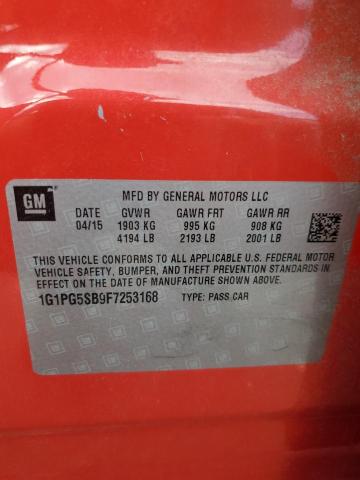 GM
MFD BY GENERAL MOTORS LLC
DATE GVWR GAWR FRT GAWR RR
04/15 1903 KG 995 KG 908 KG
4194 LB 2193 LB 2001 LB
THIS VEHICLE CONFORMS TO ALL APPLICABLE U.S. FEDERAL MOTOR
VEHICLE SAFETY, BUMPER, AND THEFT PREVENTION STANDARDS IN
EFFECT ON THE DATE OF MANUFACTURE SHOWN ABOVE.
1G1PG5SB9F7253168 TYPE: PASS CAR